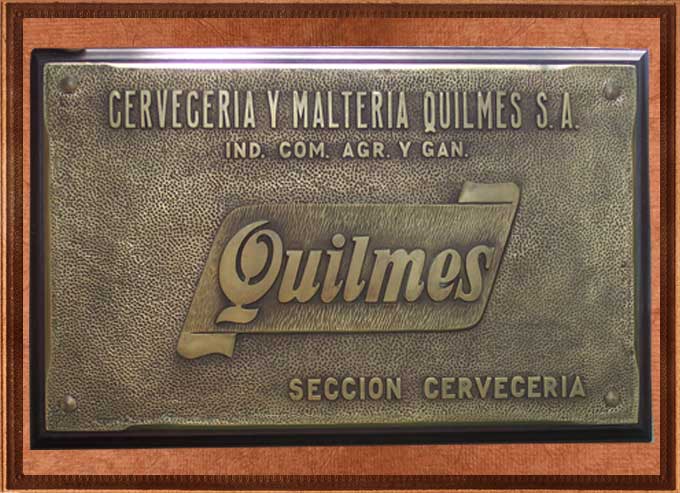 CERVECERIA Y MALTERIA QUILMES S.A.
IND. COM. AGR. Y GAN.
Quilmes
SECCION CERVECERIA